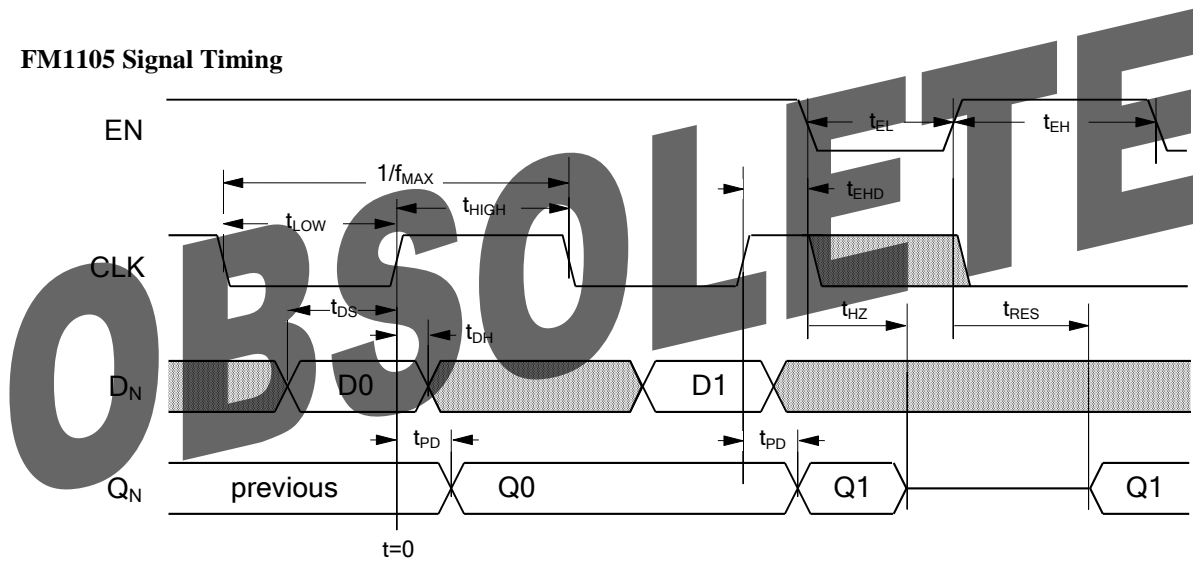 FM1105 Signal Timing
OBSOLETE
EN
tEL
tEH
1/fMAX
tEHD
tLOW
tHIGH
CLK
tDS
tHZ
tRES
tDH
DN
D0
D1
tPD
tPD
QN
previous
Q0
Q1
Q1
t=0